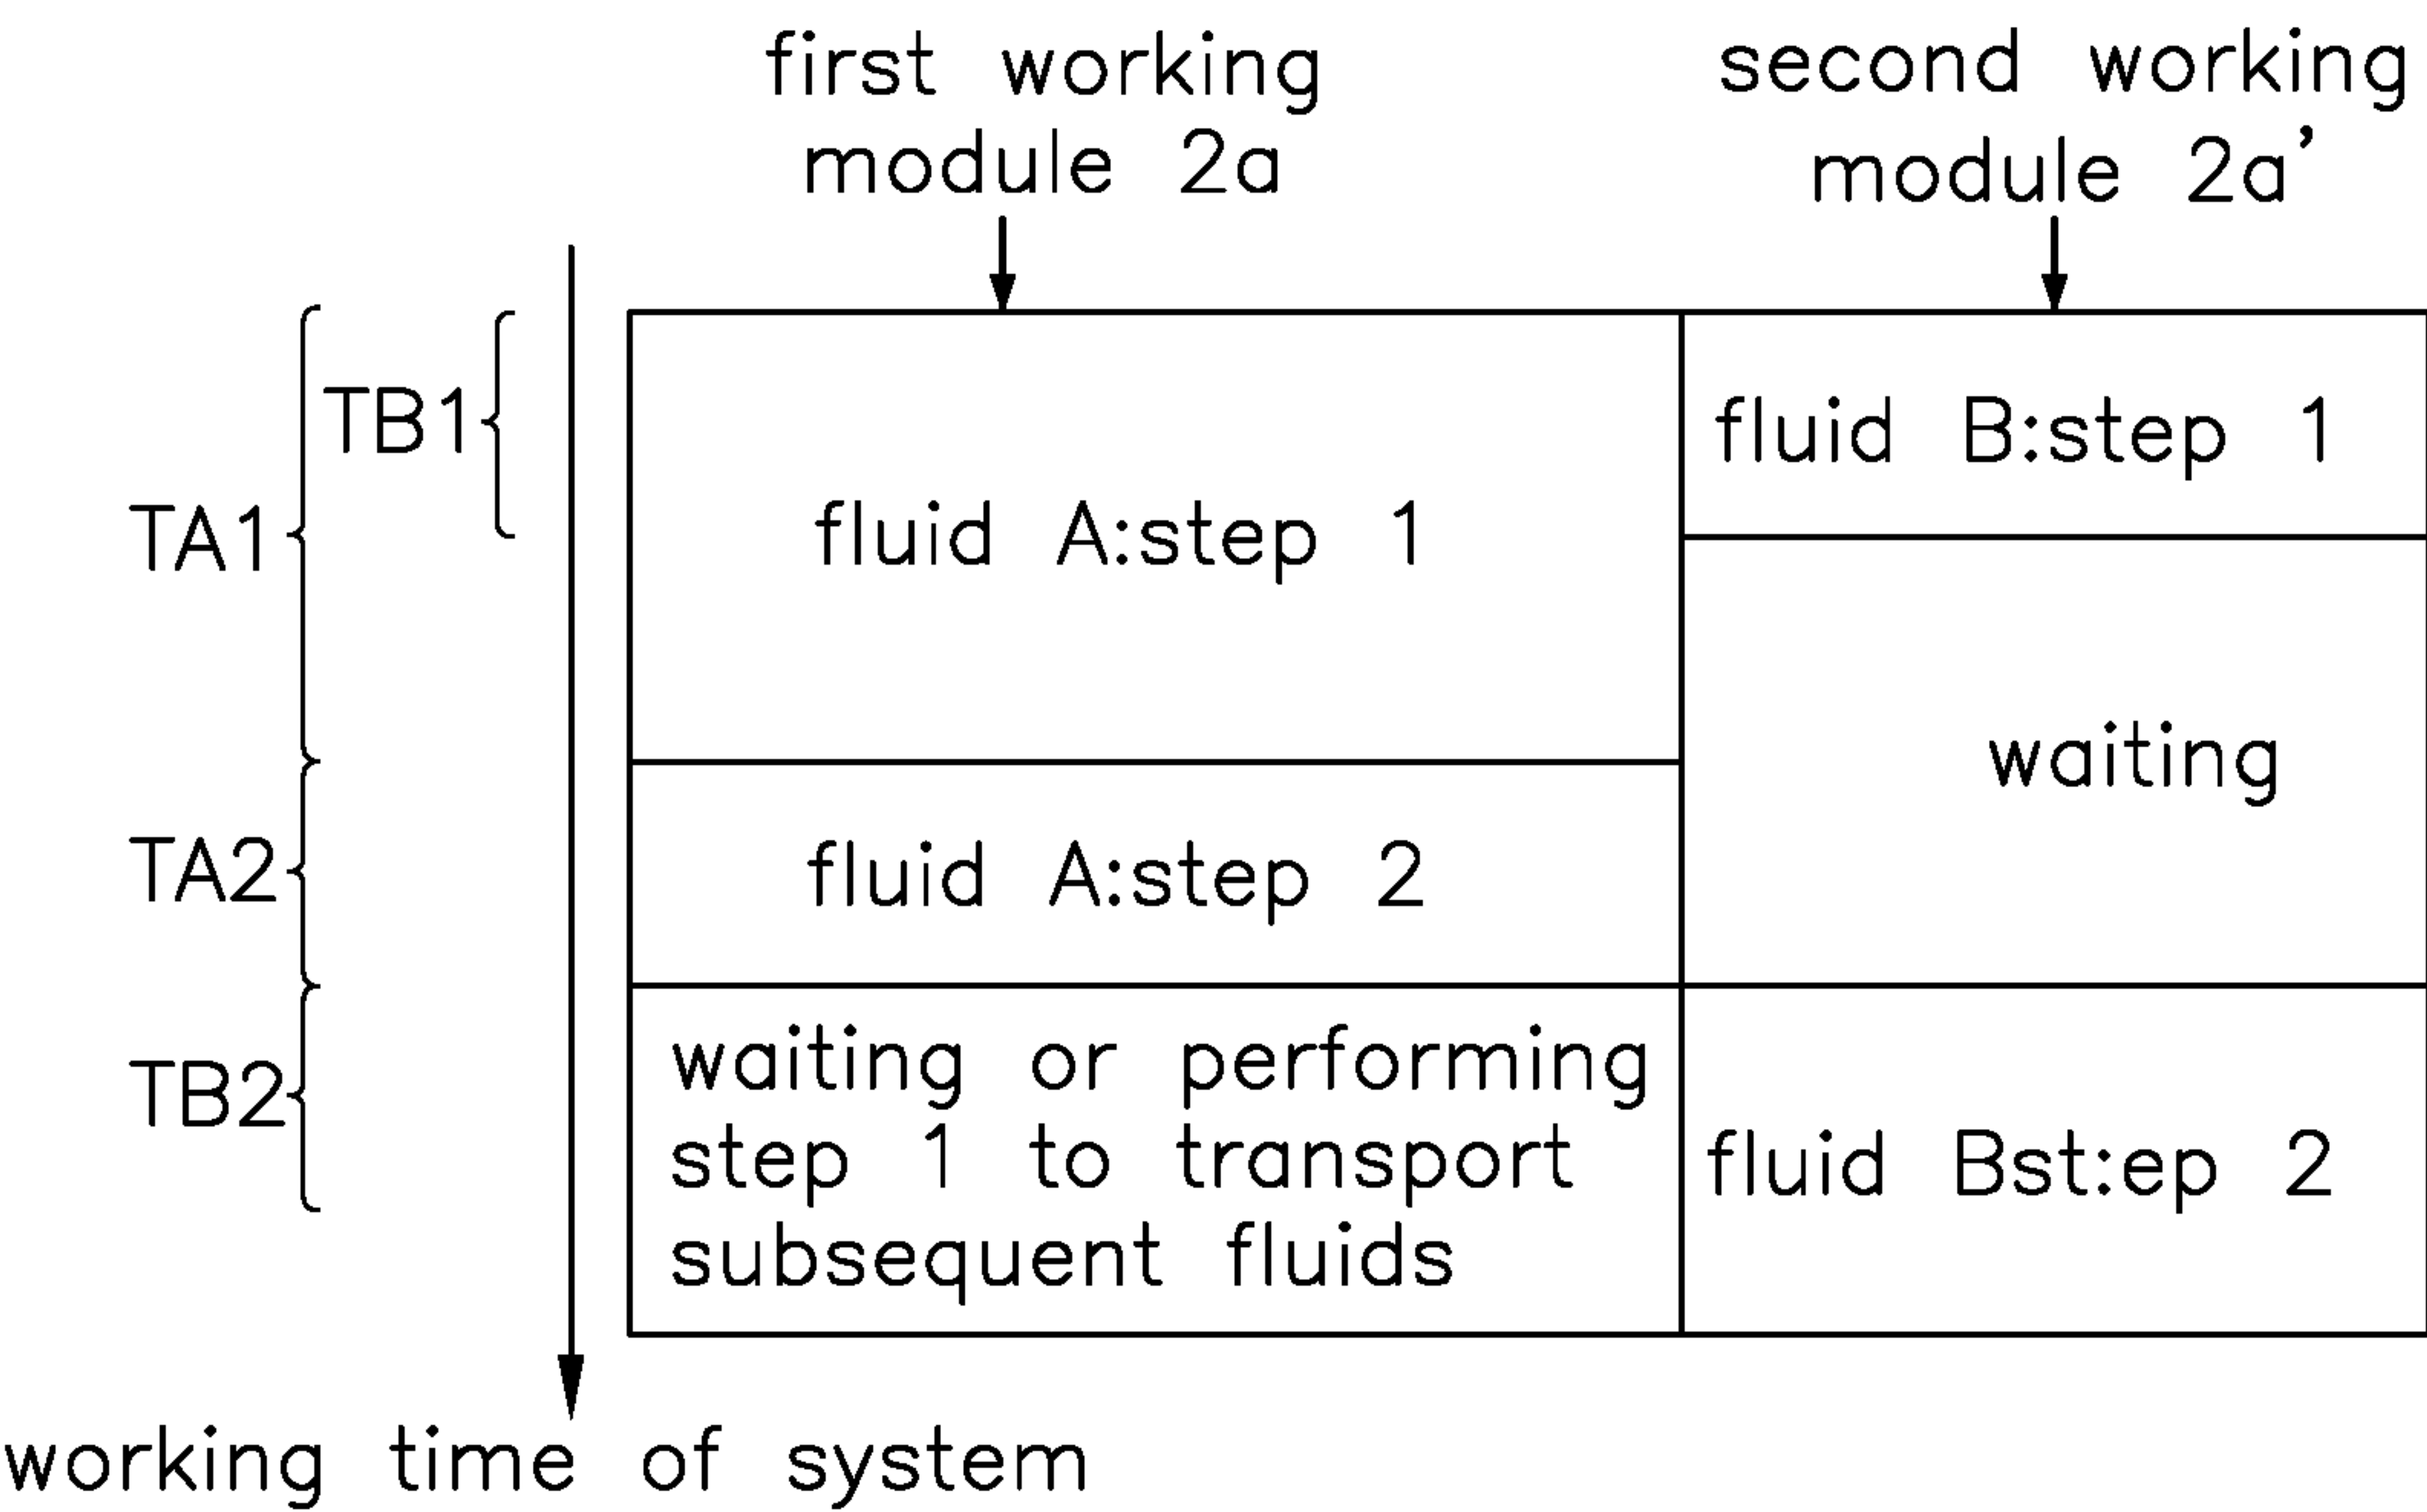 first working
module 2a
second working
module 2a’
TB1
TA1
TA2
TB2
fluid A:step 1
fluid B:step 1
waiting
fluid A:step 2
waiting or performing
step 1 to transport
subsequent fluids
fluid Bst:ep 2
working time of system